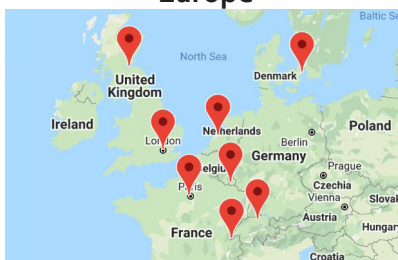 Europe
Baltic Se
North Sea
Denmark
United
Kingdom
Ireland
London
Netherlands
Berlin
Poland
Belgiu
Germany
Prague
Paris
Czechia
Vienna
Slovak
Austria
Hungar
France
Croatia